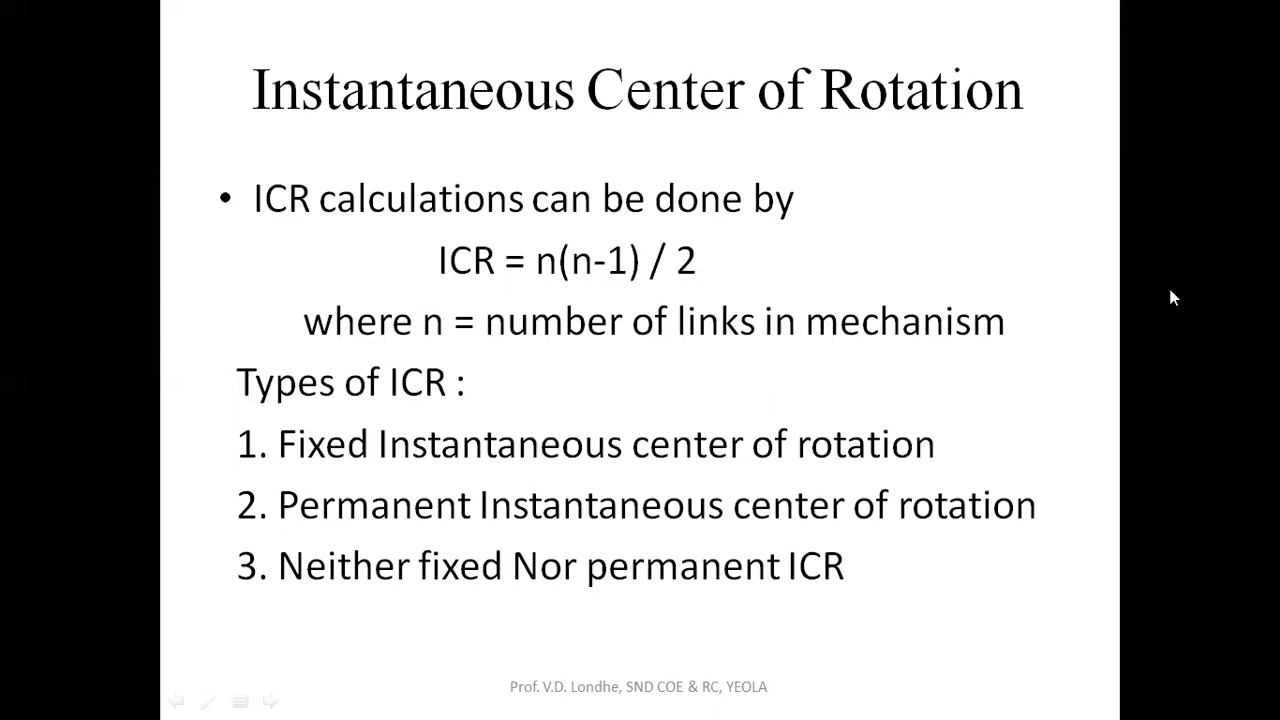 Instantaneous Center of Rotation
• ICR calculations can be done by
ICR = n(n-1) / 2
where n = number of links in mechanism
Types of ICR :
1. Fixed Instantaneous center of rotation
2. Permanent Instantaneous center of rotation
3. Neither fixed Nor permanent ICR
Prof. V.D. Londhe, SND COE & RC, YEOLA